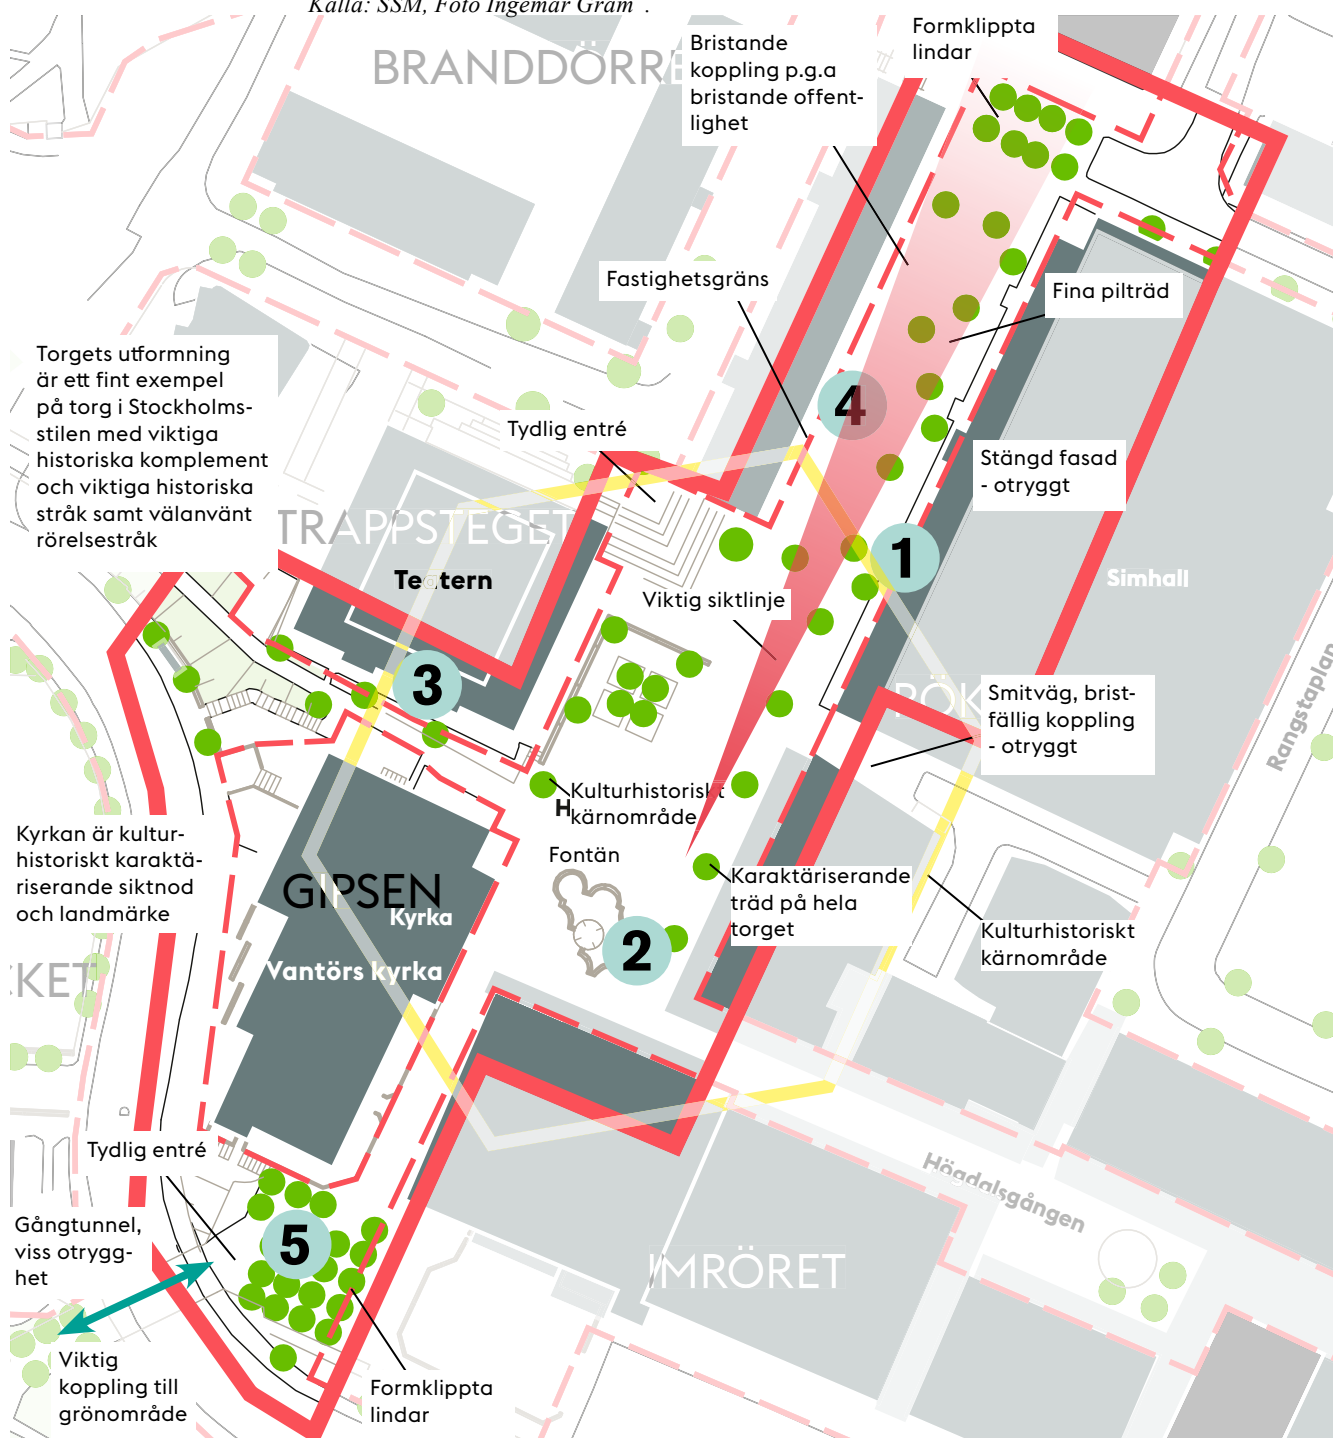 Källa: SSM, Foto Ingemar Gram .
Formklippta
lindar
Bristande
koppling p.g.a
bristande offent-
lighet
BRANDDÖRR
Fastighetsgräns
Fina pilträd
Torgets utformning
är ett fint exempel
på torg i Stockholms-
stilen med viktiga
historiska komplement
och viktiga historiska
stråk samt välanvänt
rörelsestråk
4
Tydlig entré
Stängd fasad
- otryggt
TRAPPSTEGET
Teatern
1
Simhall
Viktig siktlinje
3
RÖK
Smitväg, brist-
fällig koppling
- otryggt
Rangstaplan
Kulturhistoriskt
kärnområde
H
Kyrkan är kultur-
historiskt karaktä-
riserande siktnod
och landmärke
Fontän
GIPSEN
Kyrka
Karaktäriserande
träd på hela
torget
Kulturhistoriskt
kärnområde
2
Vantörs kyrka
CKET
Tydlig entré
Högdalsgången
Gångtunnel,
viss otrygg-
het
5
IMRÖRET
Viktig
koppling till
grönområde
Formklippta
lindar